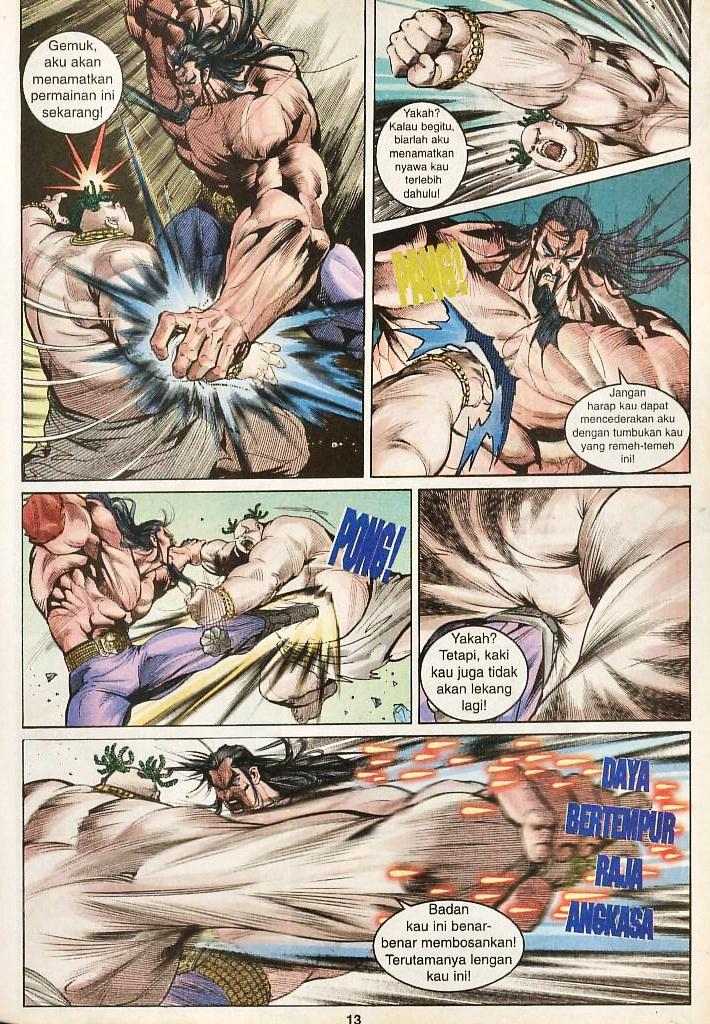 Gemuk,
aku akan
menamatkan
permainan ini
sekarang!
Yakah?
Kalau begitu,
biarlah aku
menamatkan
nyawa kau
terlebih
dahulu!
PONG!
Jangan
harap kau dapat
mencederakan aku
dengan tumbukan kau
yang remeh-temeh
ini!
PONG!
Yakah?
Tetapi, kaki
kau juga tidak
akan lekang
lagi!
DAYA
BERTEMPUR
RAJA
ANGKASA
Badan
kau ini benar-
benar membosankan!
Terutamanya lengan
kau ini!
13